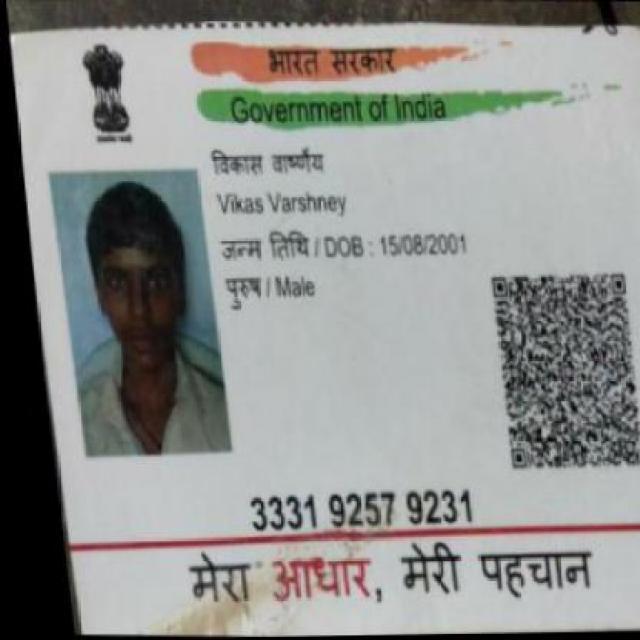 भारत सरकार
Government of India
विकास वार्ष्णेय
Vikas Varshney
जन्म तिथि / DOB : 15/08/2001
पुरुष / Male
3331 9257 9231
मेरा आधार, मेरी पहचान